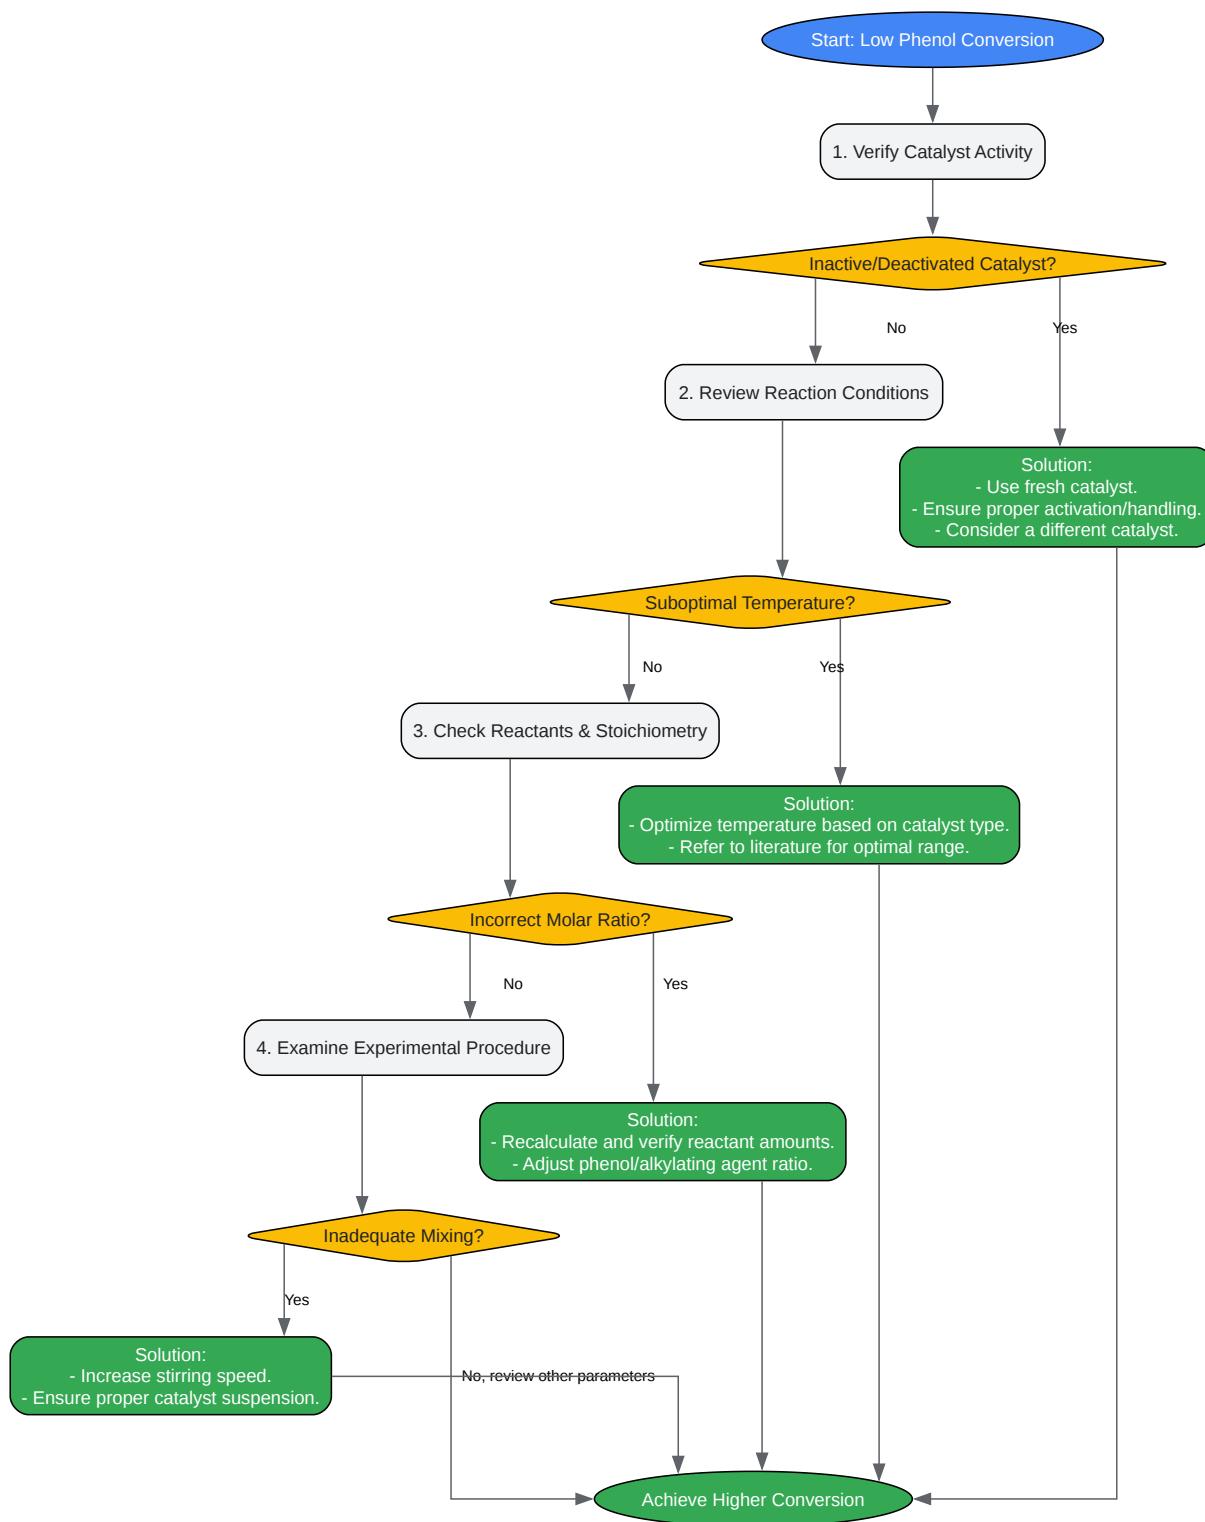 Start: Low Phenol Conversion
1. Verify Catalyst Activity
Inactive/Deactivated Catalyst?
No
Yes
2. Review Reaction Conditions
Solution:
- Use fresh catalyst.
- Ensure proper activation/handling.
- Consider a different catalyst.
Suboptimal Temperature?
No
Yes
3. Check Reactants & Stoichiometry
Solution:
- Optimize temperature based on catalyst type.
- Refer to literature for optimal range.
Incorrect Molar Ratio?
No
Yes
4. Examine Experimental Procedure
Solution:
- Recalculate and verify reactant amounts.
- Adjust phenol/alkylating agent ratio.
Inadequate Mixing?
Yes
Solution:
- Increase stirring speed.
- Ensure proper catalyst suspension.
No, review other parameters
Achieve Higher Conversion